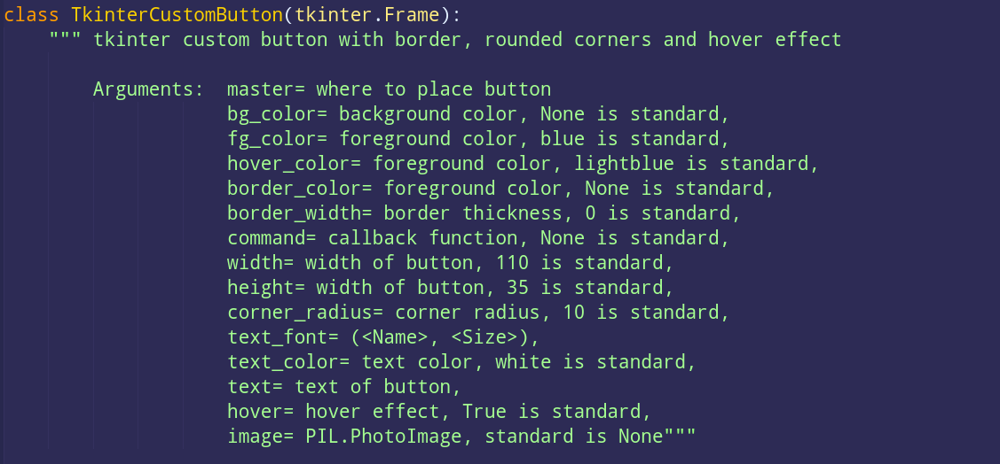 class TkinterCustomButton(tkinter.Frame):
    """ tkinter custom button with border, rounded corners and hover effect

        Arguments:  master= where to place button
                    bg_color= background color, None is standard,
                    fg_color= foreground color, blue is standard,
                    hover_color= foreground color, lightblue is standard,
                    border_color= foreground color, None is standard,
                    border_width= border thickness, 0 is standard,
                    command= callback function, None is standard,
                    width= width of button, 110 is standard,
                    height= width of button, 35 is standard,
                    corner_radius= corner radius, 10 is standard,
                    text_font= (<Name>, <Size>),
                    text_color= text color, white is standard,
                    text= text of button,
                    hover= hover effect, True is standard,
                    image= PIL.PhotoImage, standard is None"""